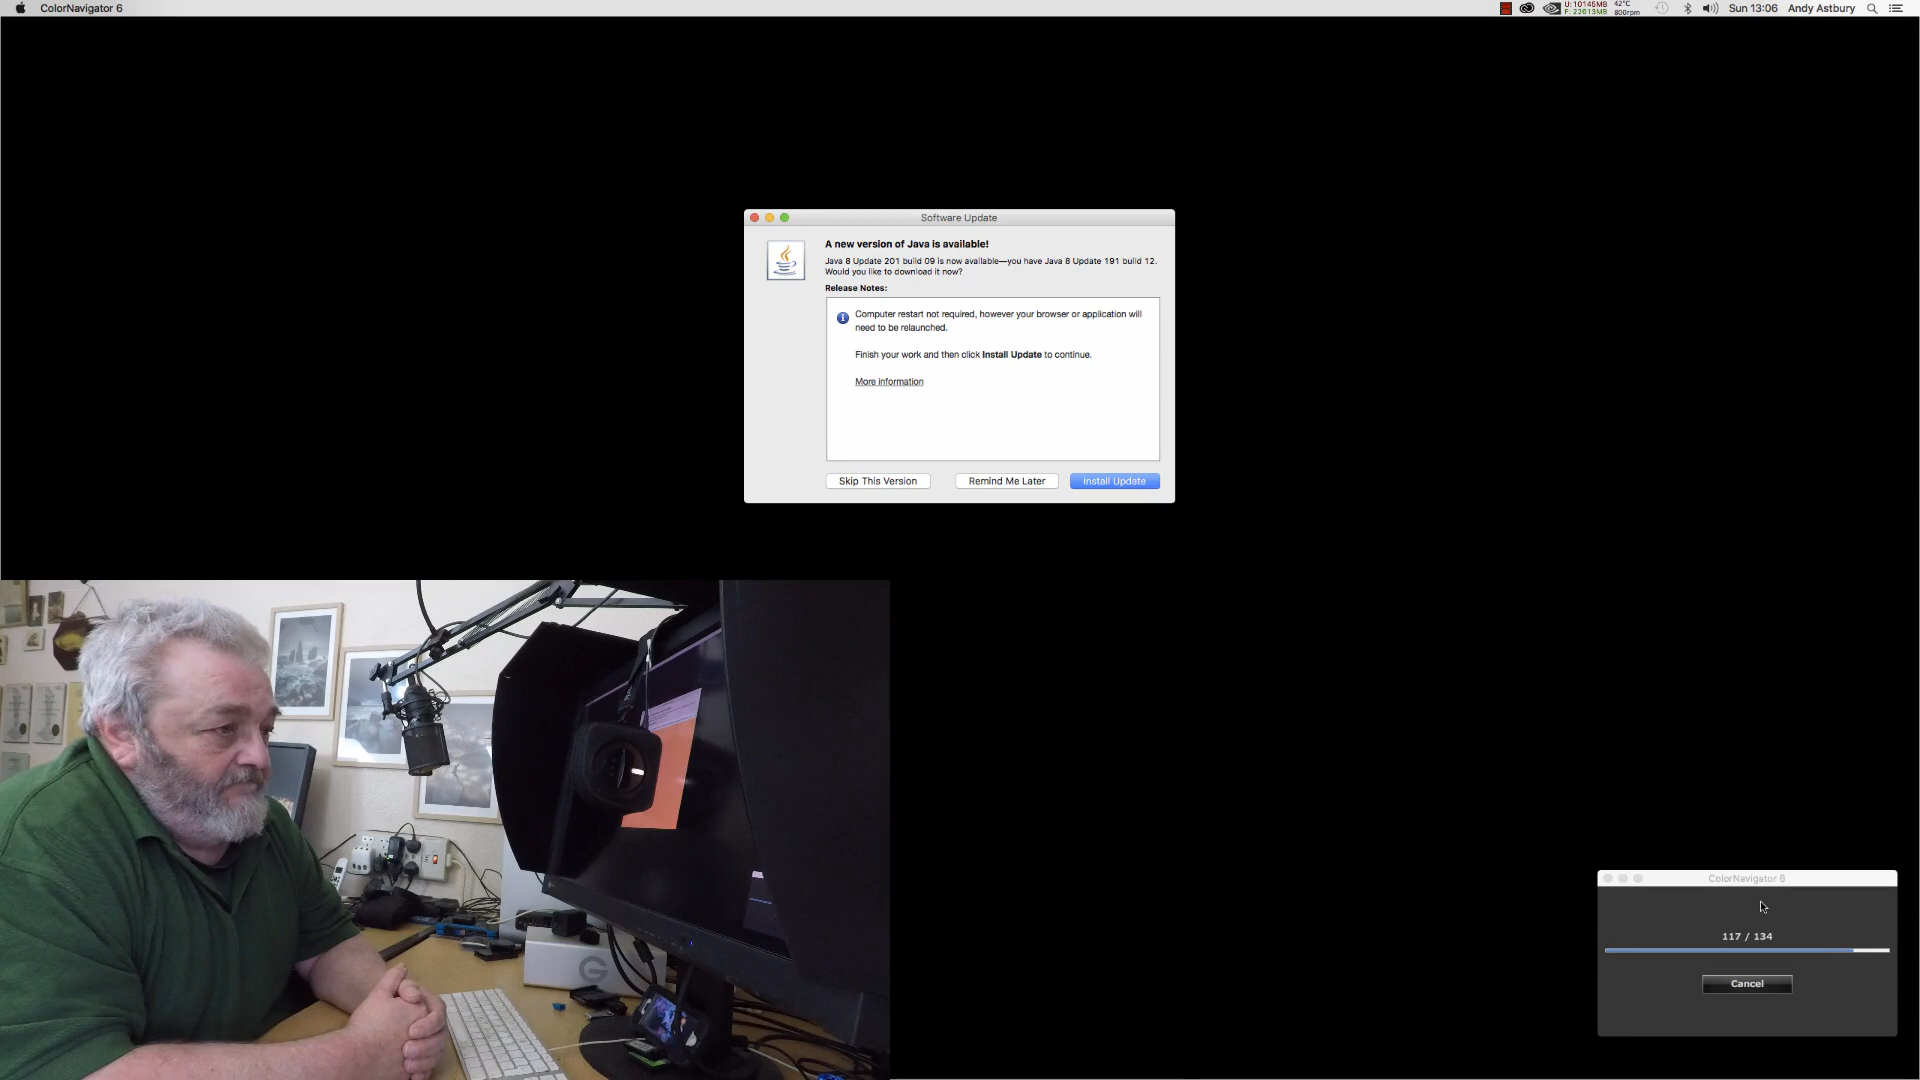 ColorNavigator 6
U: 10145MB
F: 22613MB
42°C
800rpm
Sun 13:06
Andy Astbury
Software Update
A new version of Java is available!
Java 8 Update 201 build 09 is now available—you have Java 8 Update 191 build 12.
Would you like to download it now?
Release Notes:
Computer restart not required, however your browser or application will
need to be relaunched.
Finish your work and then click Install Update to continue.
More information
Skip This Version
Remind Me Later
Install Update
G
ColorNavigator 6
117 / 134
Cancel